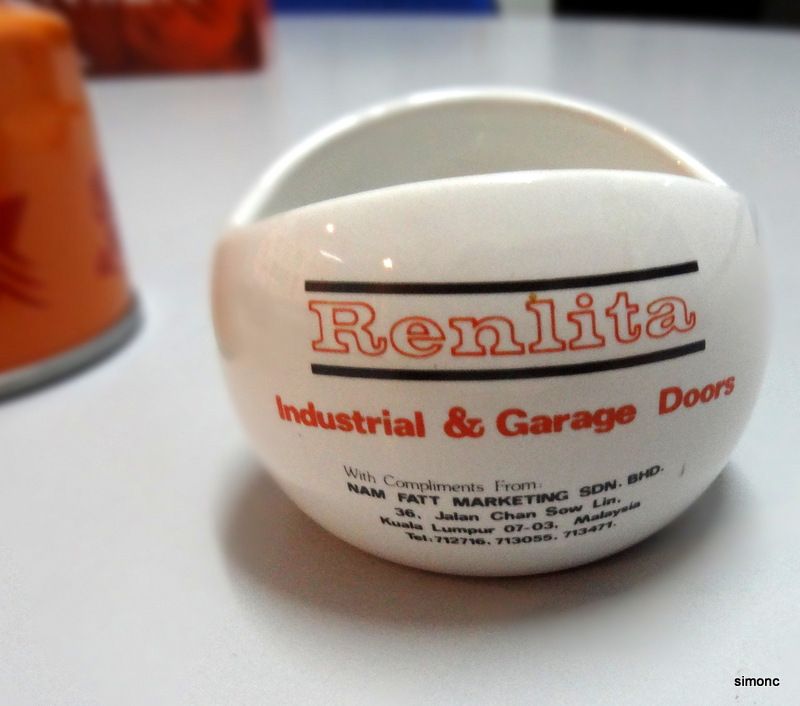 Renlita
Industrial & Garage Doors
With Compliments From:
NAM FATT MARKETING SDN. BHD.
36, Jalan Chan Sow Lin,
Kuala Lumpur 07-03, Malaysia
Tel: 712716, 713055, 713471.
simonc